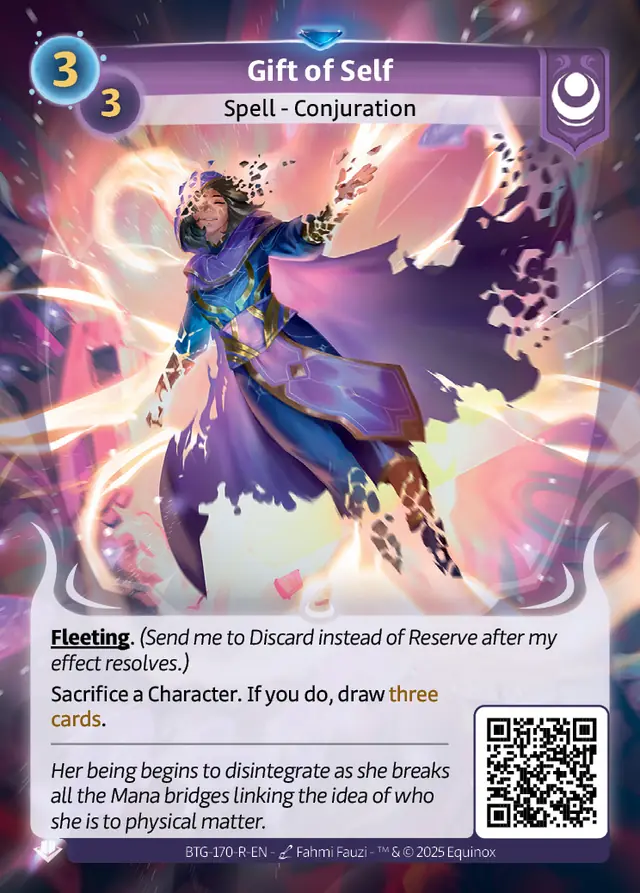 3
3
Gift of Self
Spell - Conjuration
Fleeting. (Send me to Discard instead of Reserve after my
effect resolves.)
Sacrifice a Character. If you do, draw three
cards.
Her being begins to disintegrate as she breaks
all the Mana bridges linking the idea of who
she is to physical matter.
BTG-170-R-EN - Fahmi Fauzi - ™ & © 2025 Equinox